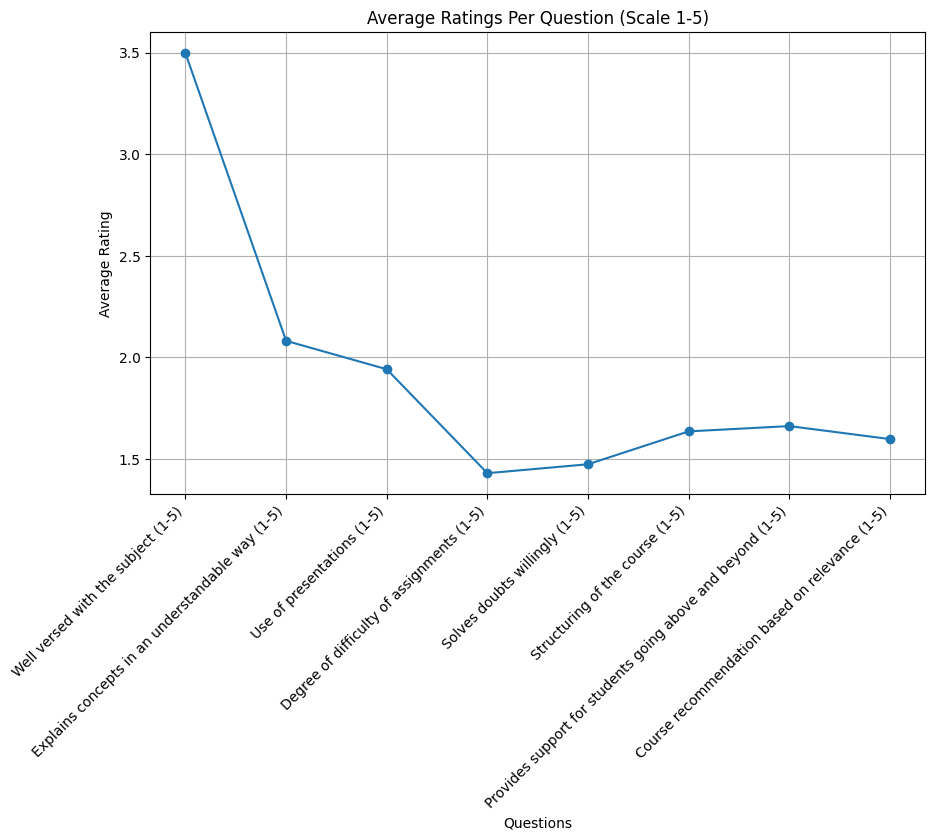 Average Ratings Per Question (Scale 1-5)
Average Rating
3.5
3.0
2.5
2.0
1.5
Well versed with the subject (1-5)
Explains concepts in an understandable way (1-5)
Use of presentations (1-5)
Degree of difficulty of assignments (1-5)
Solves doubts willingly (1-5)
Structuring of the course (1-5)
Provides support for students going above and beyond (1-5)
Course recommendation based on relevance (1-5)
Questions